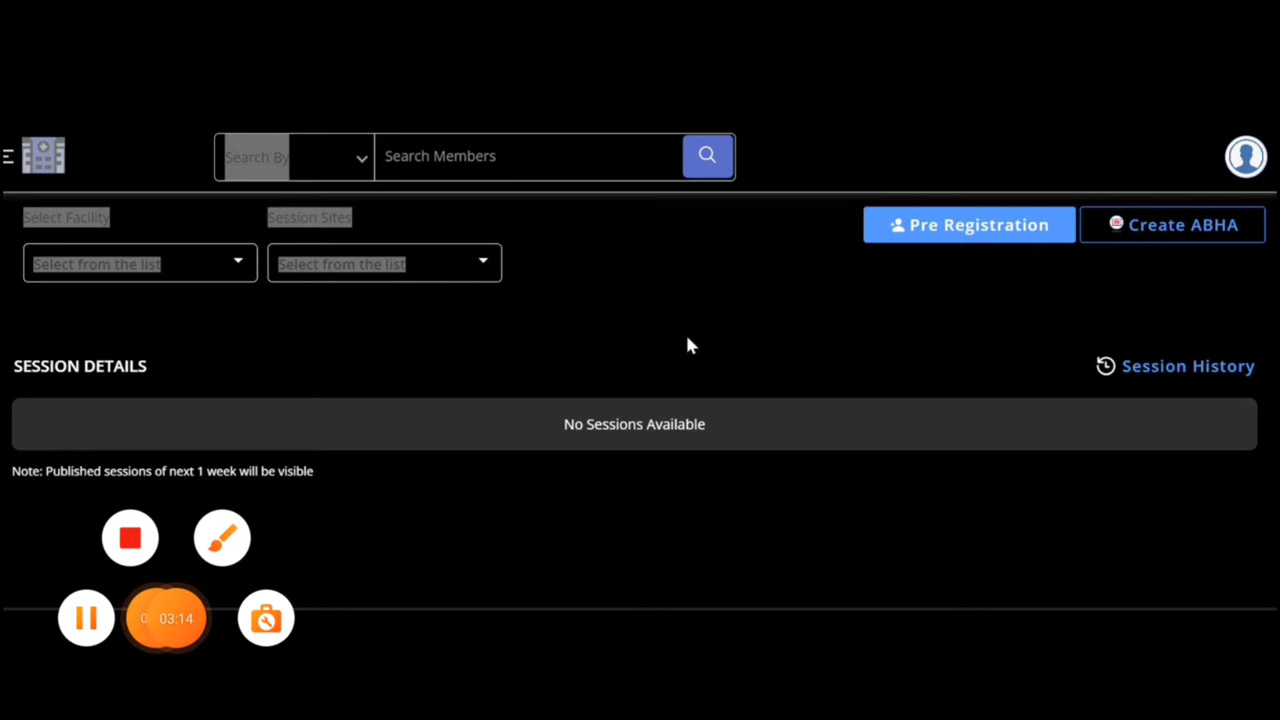 Search By
Search Members
Select Facility
Session Sites
Pre Registration
Create ABHA
Select from the list
Select from the list
SESSION DETAILS
Session History
No Sessions Available
Note: Published sessions of next 1 week will be visible
0 03:14